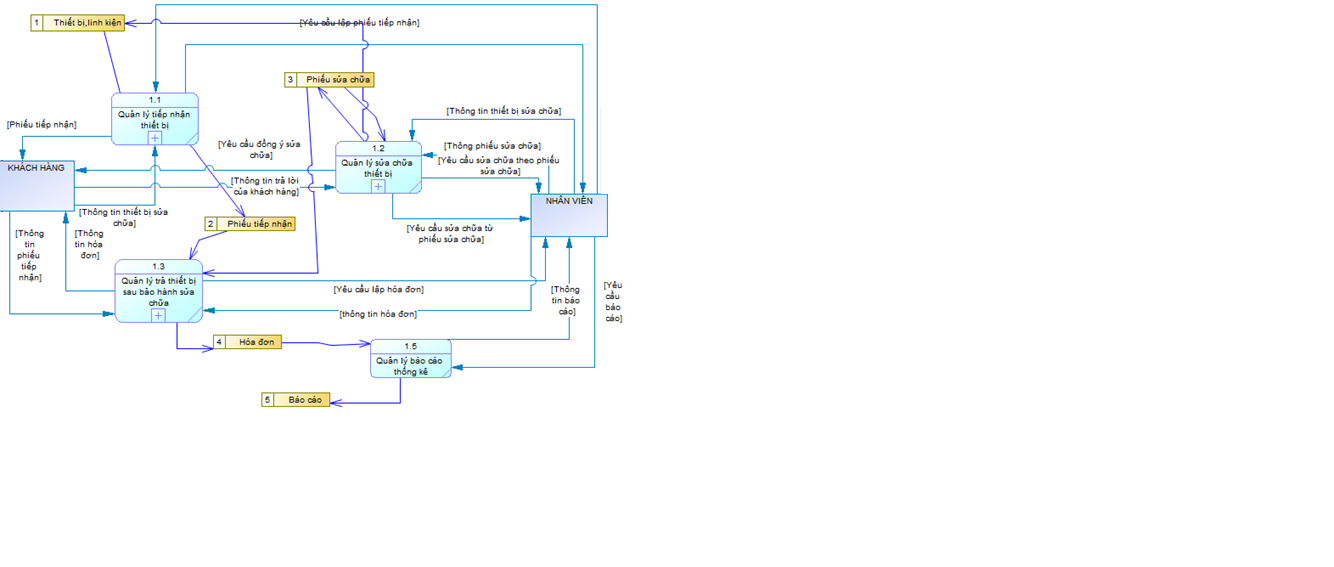 1 Thiết bị,linh kiện
[Yêu cầu lập phiếu tiếp nhận]
3 Phiếu sửa chữa
1.1
Quản lý tiếp nhận
thiết bị
[Phiếu tiếp nhận]
[Thông tin thiết bị sửa chữa]
[Yêu cầu đồng ý sửa
chữa]
1.2
Quản lý sửa chữa
thiết bị
[Thông phiếu sửa chữa]
[Yêu cầu sửa chữa theo phiếu
sửa chữa]
KHÁCH HÀNG
[Thông tin trả lời
của khách hàng]
NHÂN VIÊN
[Thông tin thiết bị sửa
chữa]
2 Phiếu tiếp nhận
[Yêu cầu sửa chữa từ
phiếu sửa chữa]
[Thông
tin
phiếu
tiếp
nhận]
[Thông
tin hóa
đơn]
1.3
Quản lý trả thiết bị
sau bảo hành sửa
chữa
[Yêu cầu lập hóa đơn]
[thông tin hóa đơn]
[Thông
tin báo
cáo]
[Yêu
cầu
báo
cáo]
4 Hóa đơn
1.5
Quản lý báo cáo
thống kê
5 Báo cáo